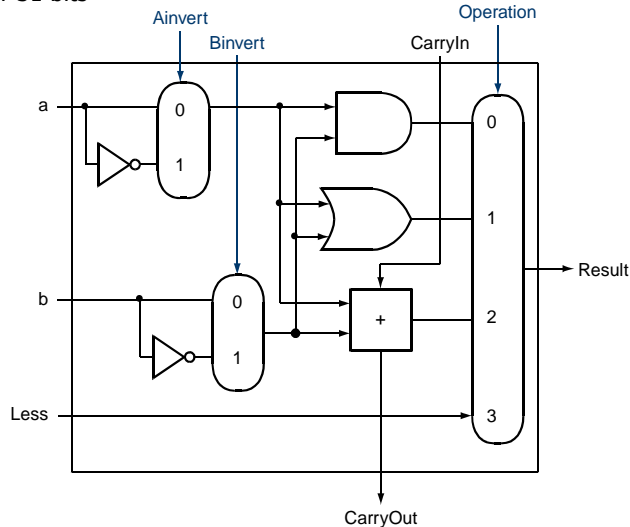 Ainvert
Operation
Binvert
CarryIn
a
0
0
1
1
b
0
Result
+
2
1
Less
3
CarryOut